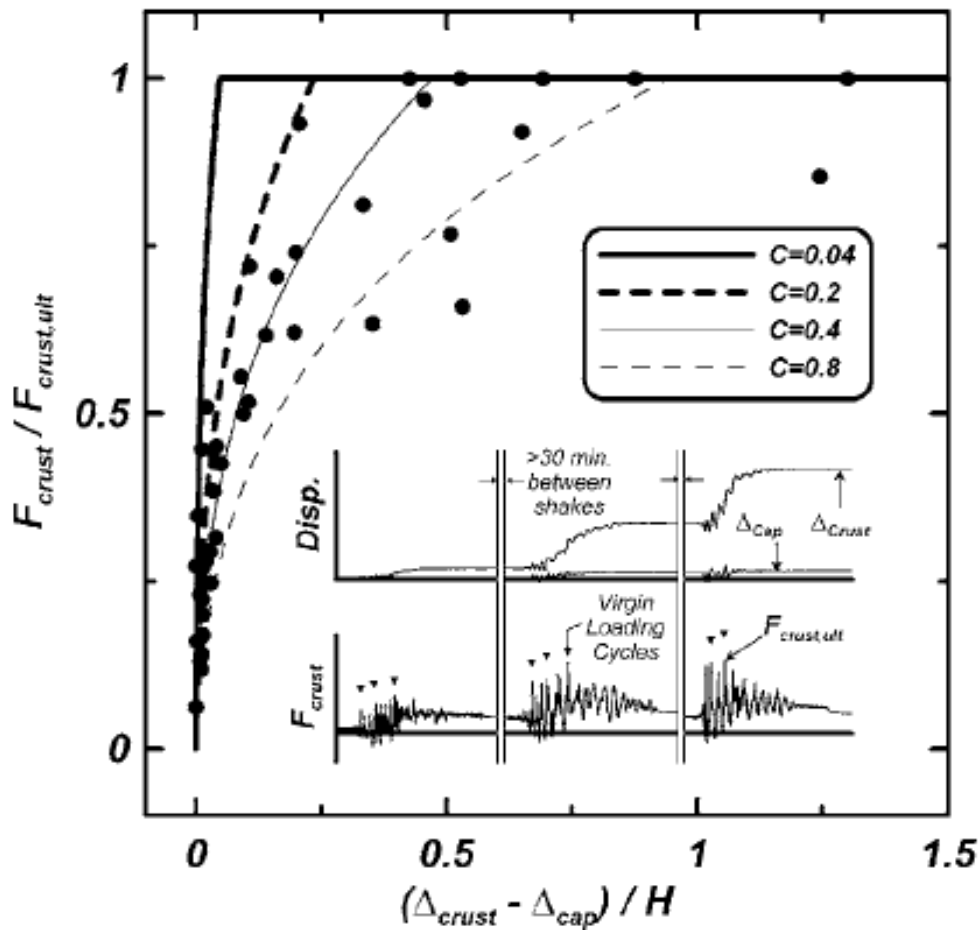 F_crust / F_crust,ult
1
0.5
0
C=0.04
C=0.2
C=0.4
C=0.8
Disp.
>30 min.
between
shakes
Δ_Cap
Δ_Crust
F_crust
Virgin
Loading
Cycles
F_crust,ult
0
0.5
1
1.5
(Δ_crust - Δ_cap) / H